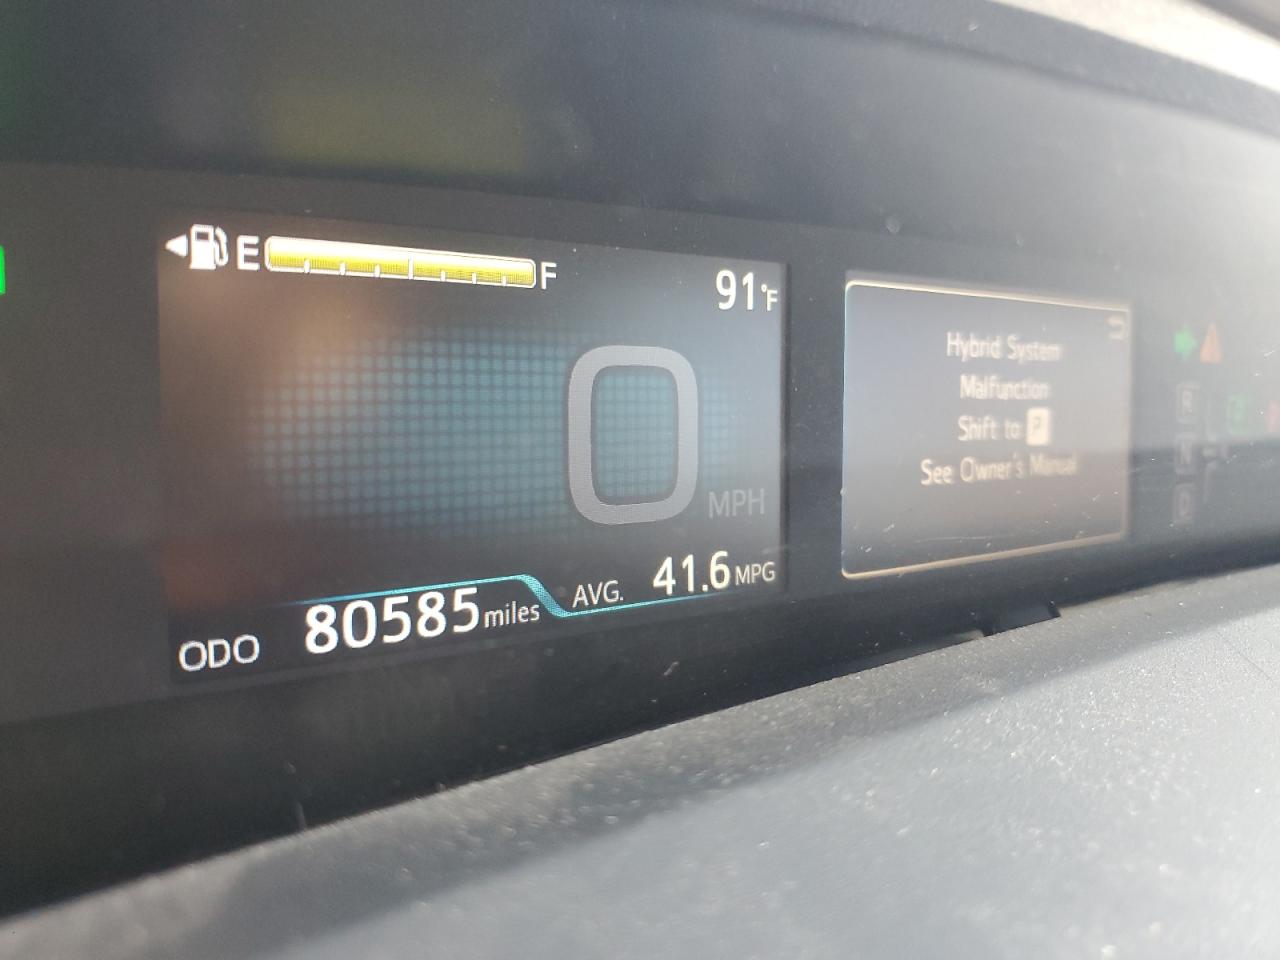 E F
91°F
0 MPH
AVG. 41.6 MPG
ODO 80585 miles
Hybrid System
Malfunction
Shift to P
See Owner's Manual
R
N
D